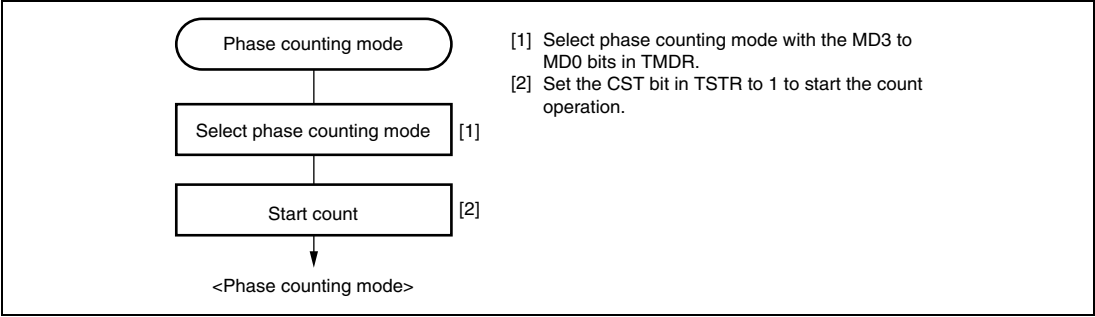 Phase counting mode
Select phase counting mode [1]
Start count [2]
<Phase counting mode>
[1] Select phase counting mode with the MD3 to
MD0 bits in TMDR.
[2] Set the CST bit in TSTR to 1 to start the count
operation.